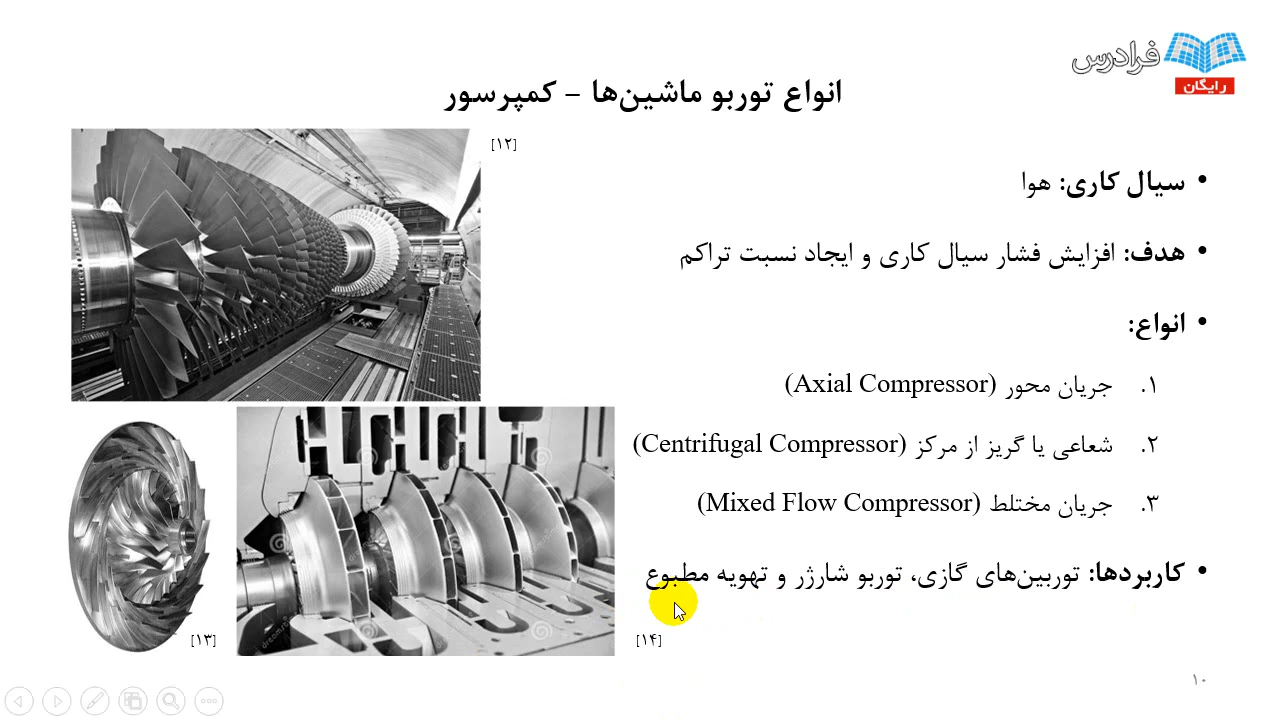 فرادرس
رایگان
انواع توربو ماشین‌ها – کمپرسور
[۱۲]
• سیال کاری: هوا
• هدف: افزایش فشار سیال کاری و ایجاد نسبت تراکم
• انواع:
۱. جریان محور (Axial Compressor)
۲. شعاعی یا گریز از مرکز (Centrifugal Compressor)
۳. جریان مختلط (Mixed Flow Compressor)
• کاربردها: توربین‌های گازی، توربو شارژر و تهویه مطبوع
[۱۳]
[۱۴]
۱۰